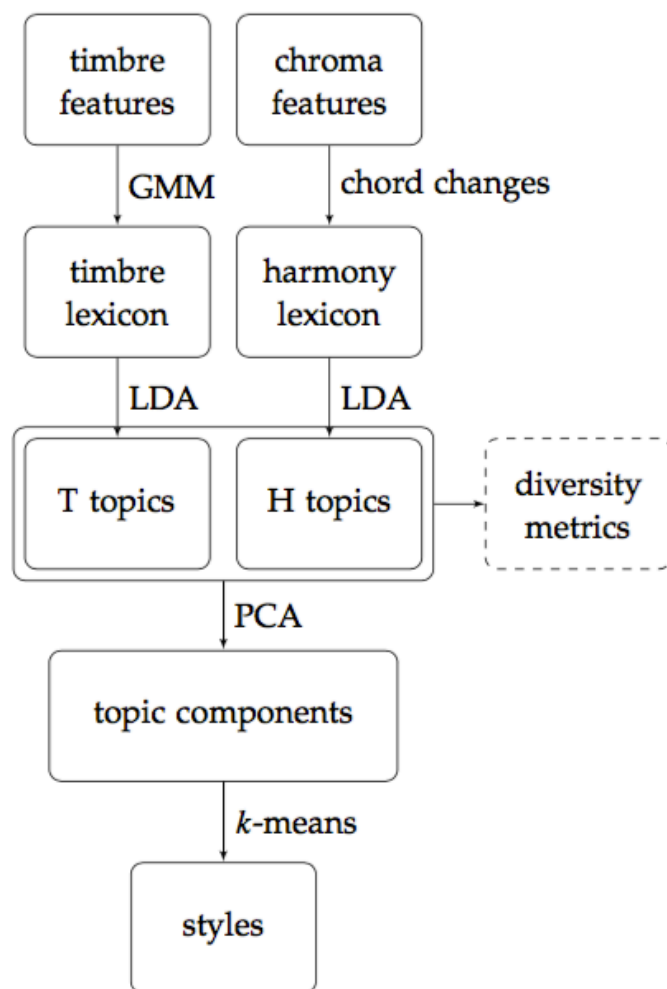 timbre
features
chroma
features
GMM
chord changes
timbre
lexicon
harmony
lexicon
LDA
LDA
T topics
H topics
diversity
metrics
PCA
topic components
k-means
styles